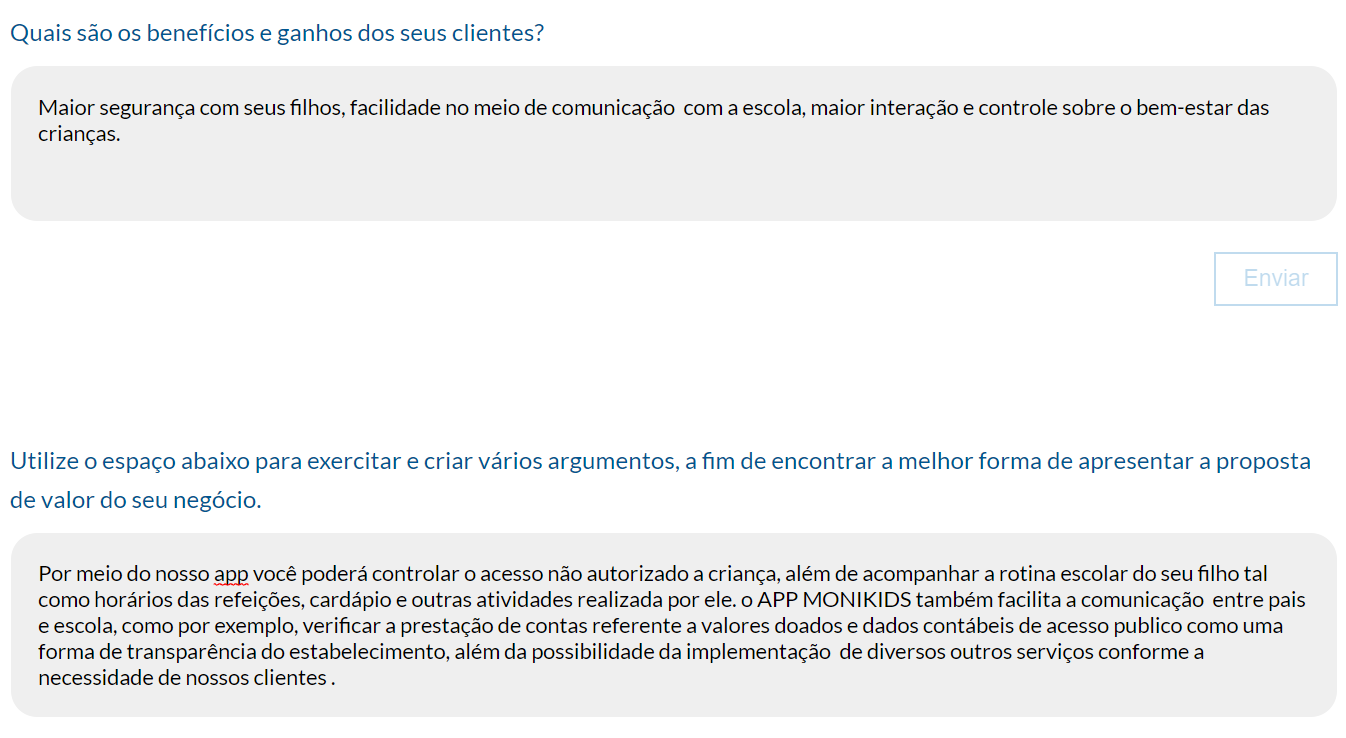 Quais são os benefícios e ganhos dos seus clientes?
Maior segurança com seus filhos, facilidade no meio de comunicação  com a escola, maior interação e controle sobre o bem-estar das
crianças.
Enviar
Utilize o espaço abaixo para exercitar e criar vários argumentos, a fim de encontrar a melhor forma de apresentar a proposta
de valor do seu negócio.
Por meio do nosso app você poderá controlar o acesso não autorizado a criança, além de acompanhar a rotina escolar do seu filho tal
como horários das refeições, cardápio e outras atividades realizada por ele. o APP MONIKIDS também facilita a comunicação  entre pais
e escola, como por exemplo, verificar a prestação de contas referente a valores doados e dados contábeis de acesso publico como uma
forma de transparência do estabelecimento, além da possibilidade da implementação  de diversos outros serviços conforme a
necessidade de nossos clientes .